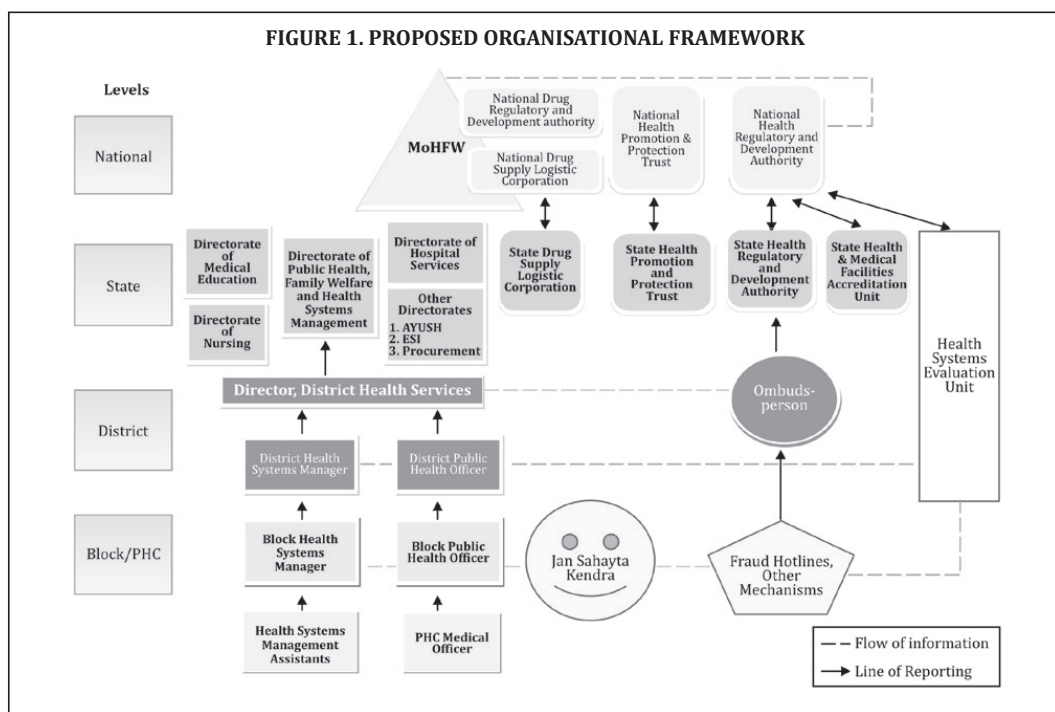 FIGURE 1. PROPOSED ORGANISATIONAL FRAMEWORK
Levels
National
MoHFW
National Drug
Regulatory and
Development authority
National Drug
Supply Logistic
Corporation
National
Health
Promotion &
Protection
Trust
National
Health
Regulatory and
Development
Authority
State
Directorate
of
Medical
Education
Directorate
of
Nursing
Directorate of
Public Health,
Family Welfare
and Health
Systems
Management
Directorate of
Hospital
Services
Other
Directorates
1. AYUSH
2. ESI
3. Procurement
State Drug
Supply
Logistic
Corporation
State Health
Promotion
and
Protection
Trust
State Health
Regulatory
and
Development
Authority
State Health
& Medical
Facilities
Accreditation
Unit
Health
Systems
Evaluation
Unit
District
Director, District Health Services
Ombuds-
person
District Health
Systems Manager
District Public
Health Officer
Block/PHC
Block Health
Systems
Manager
Block Public
Health Officer
Jan Sahayta
Kendra
Fraud Hotlines,
Other
Mechanisms
Health Systems
Management
Assistants
PHC Medical
Officer
Flow of information
Line of Reporting